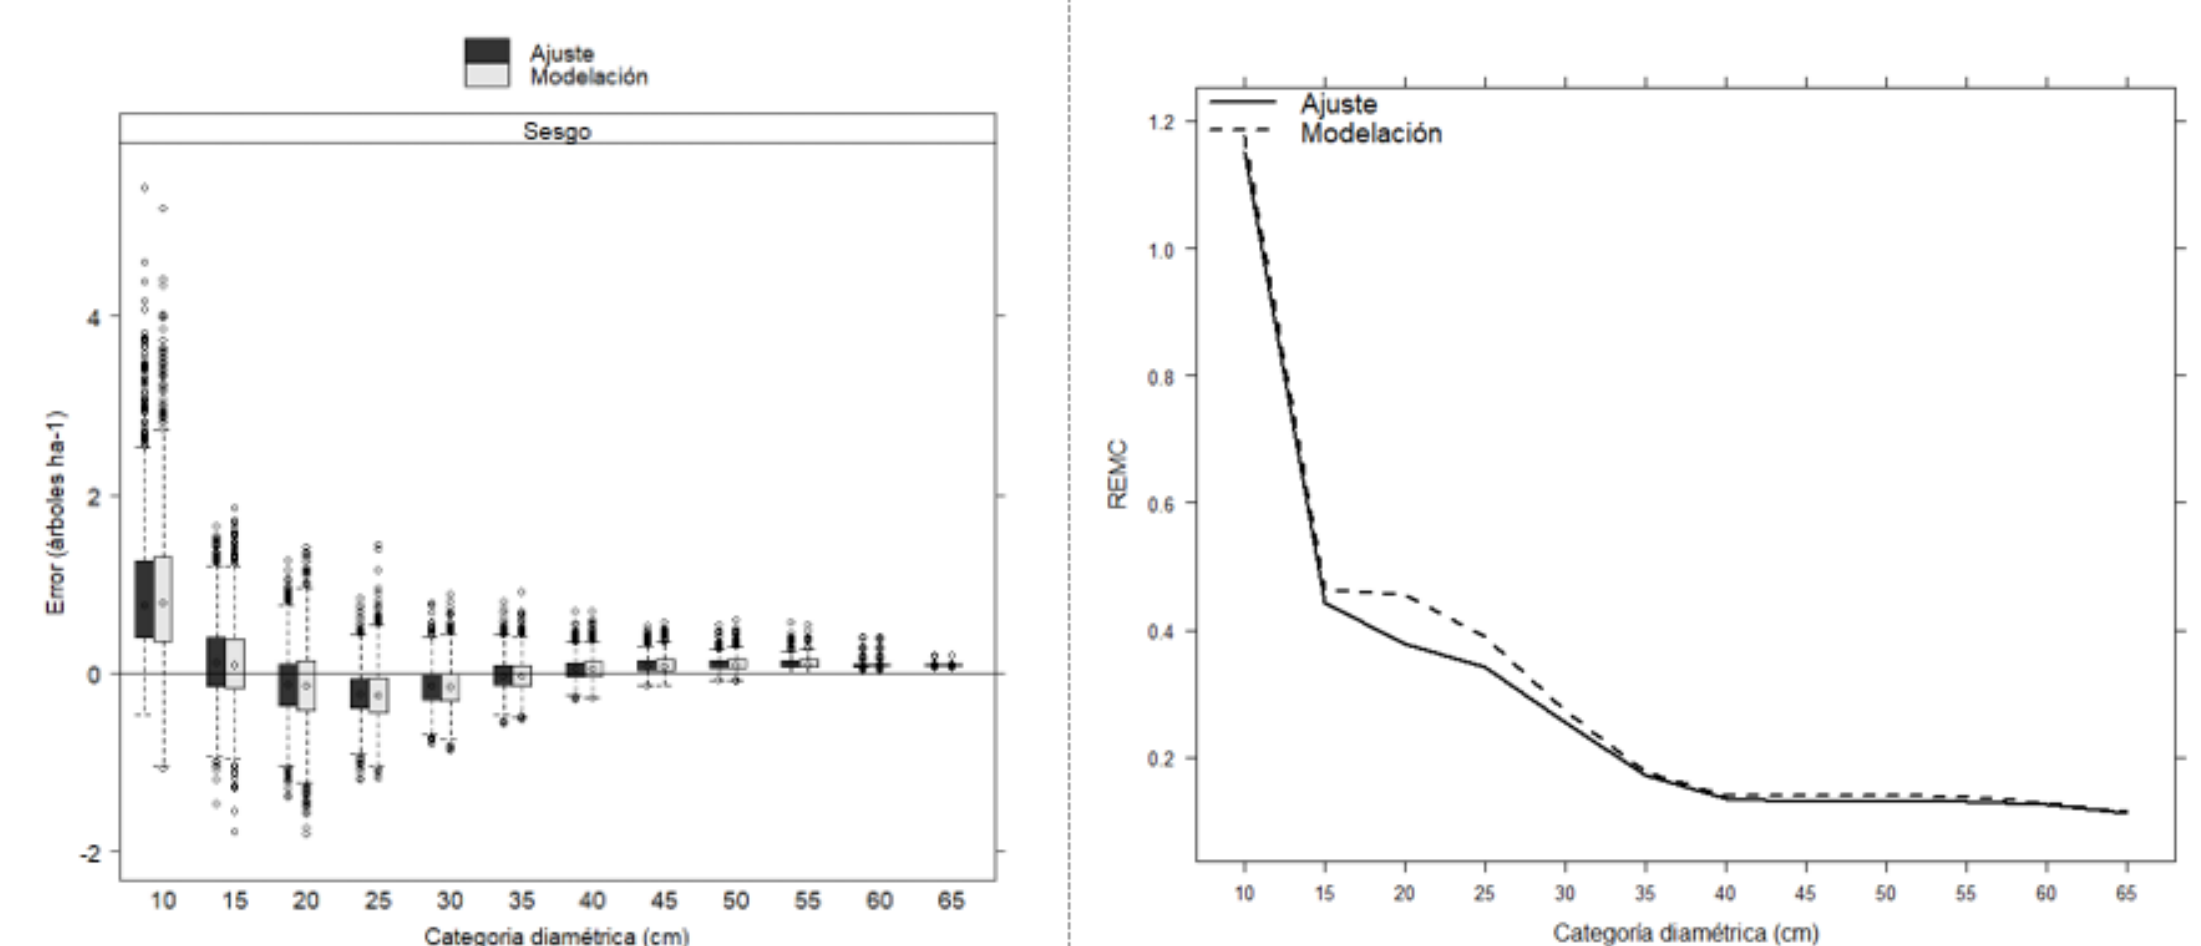 Ajuste
Modelación
Sesgo
4
2
0
-2
Error (árboles ha-1)
10 15 20 25 30 35 40 45 50 55 60 65
Categoría diamétrica (cm)
Ajuste
Modelación
1.2
1.0
0.8
0.6
0.4
0.2
REMC
10 15 20 25 30 35 40 45 50 55 60 65
Categoría diamétrica (cm)